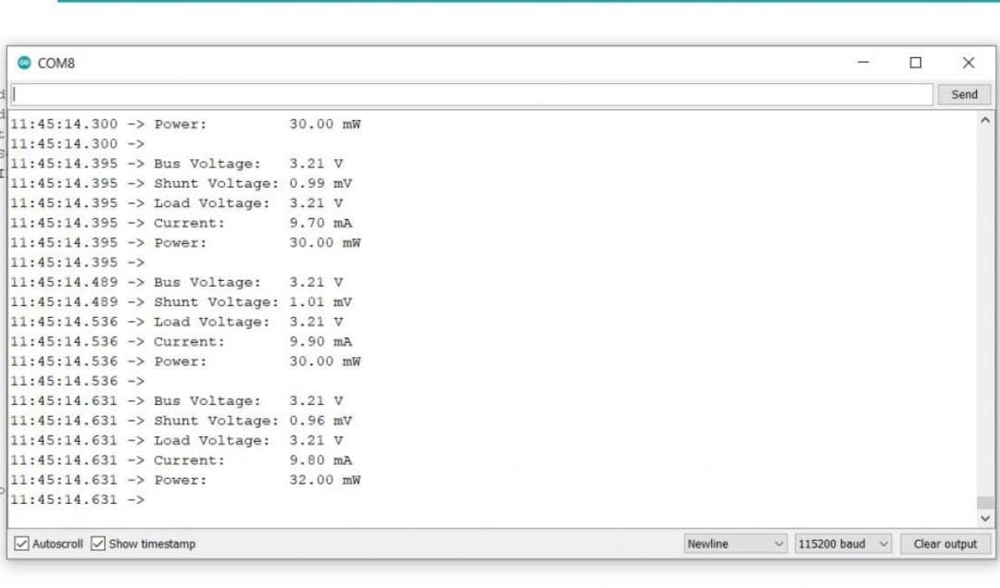 COM8
Send
11:45:14.300 -> Power:          30.00 mW
11:45:14.300 ->
11:45:14.395 -> Bus Voltage:   3.21 V
11:45:14.395 -> Shunt Voltage: 0.99 mV
11:45:14.395 -> Load Voltage:  3.21 V
11:45:14.395 -> Current:       9.70 mA
11:45:14.395 -> Power:         30.00 mW
11:45:14.395 ->
11:45:14.489 -> Bus Voltage:   3.21 V
11:45:14.489 -> Shunt Voltage: 1.01 mV
11:45:14.536 -> Load Voltage:  3.21 V
11:45:14.536 -> Current:       9.90 mA
11:45:14.536 -> Power:         30.00 mW
11:45:14.536 ->
11:45:14.631 -> Bus Voltage:   3.21 V
11:45:14.631 -> Shunt Voltage: 0.96 mV
11:45:14.631 -> Load Voltage:  3.21 V
11:45:14.631 -> Current:       9.80 mA
11:45:14.631 -> Power:         32.00 mW
11:45:14.631 ->
Autoscroll Show timestamp Newline 115200 baud Clear output